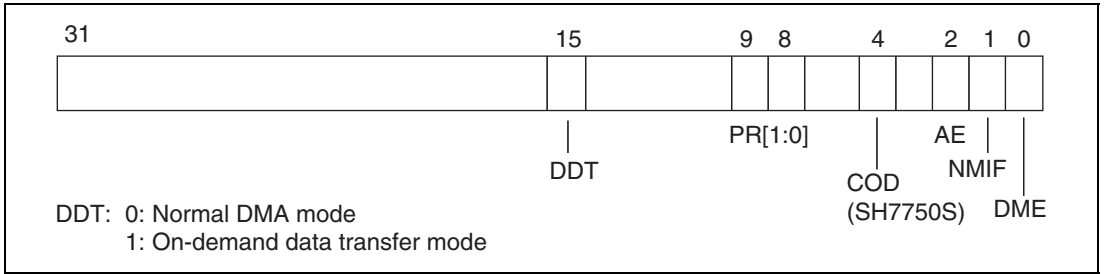 31 15 9 8 4 2 1 0
PR[1:0] AE
DDT NMIF
COD
(SH7750S) DME
DDT: 0: Normal DMA mode
1: On-demand data transfer mode